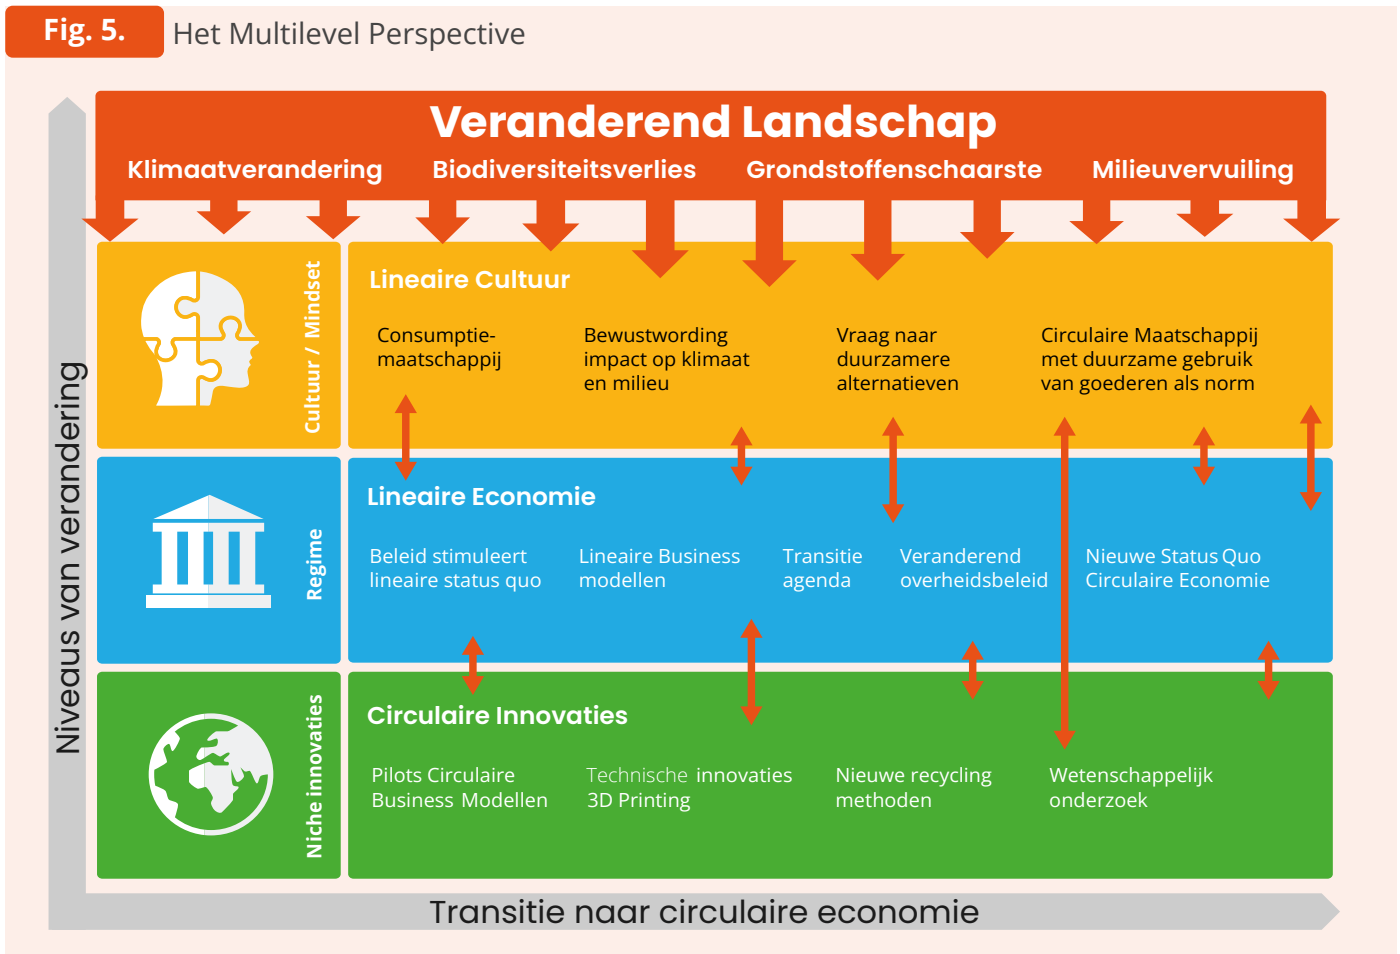 Fig. 5.
Het Multilevel Perspective
Veranderend Landschap
Klimaatverandering
Biodiversiteitsverlies
Grondstoffenschaarste
Milieuvervuiling
Niveaus van verandering
Cultuur / Mindset
Lineaire Cultuur
Consumptie-
maatschappij
Bewustwording
impact op klimaat
en milieu
Vraag naar
duurzamere
alternatieven
Circulaire Maatschappij
met duurzame gebruik
van goederen als norm
Regime
Lineaire Economie
Beleid stimuleert
lineaire status quo
Lineaire Business
modellen
Transitie
agenda
Veranderend
overheidsbeleid
Nieuwe Status Quo
Circulaire Economie
Niche innovaties
Circulaire Innovaties
Pilots Circulaire
Business Modellen
Technische innovaties
3D Printing
Nieuwe recycling
methoden
Wetenschappelijk
onderzoek
Transitie naar circulaire economie